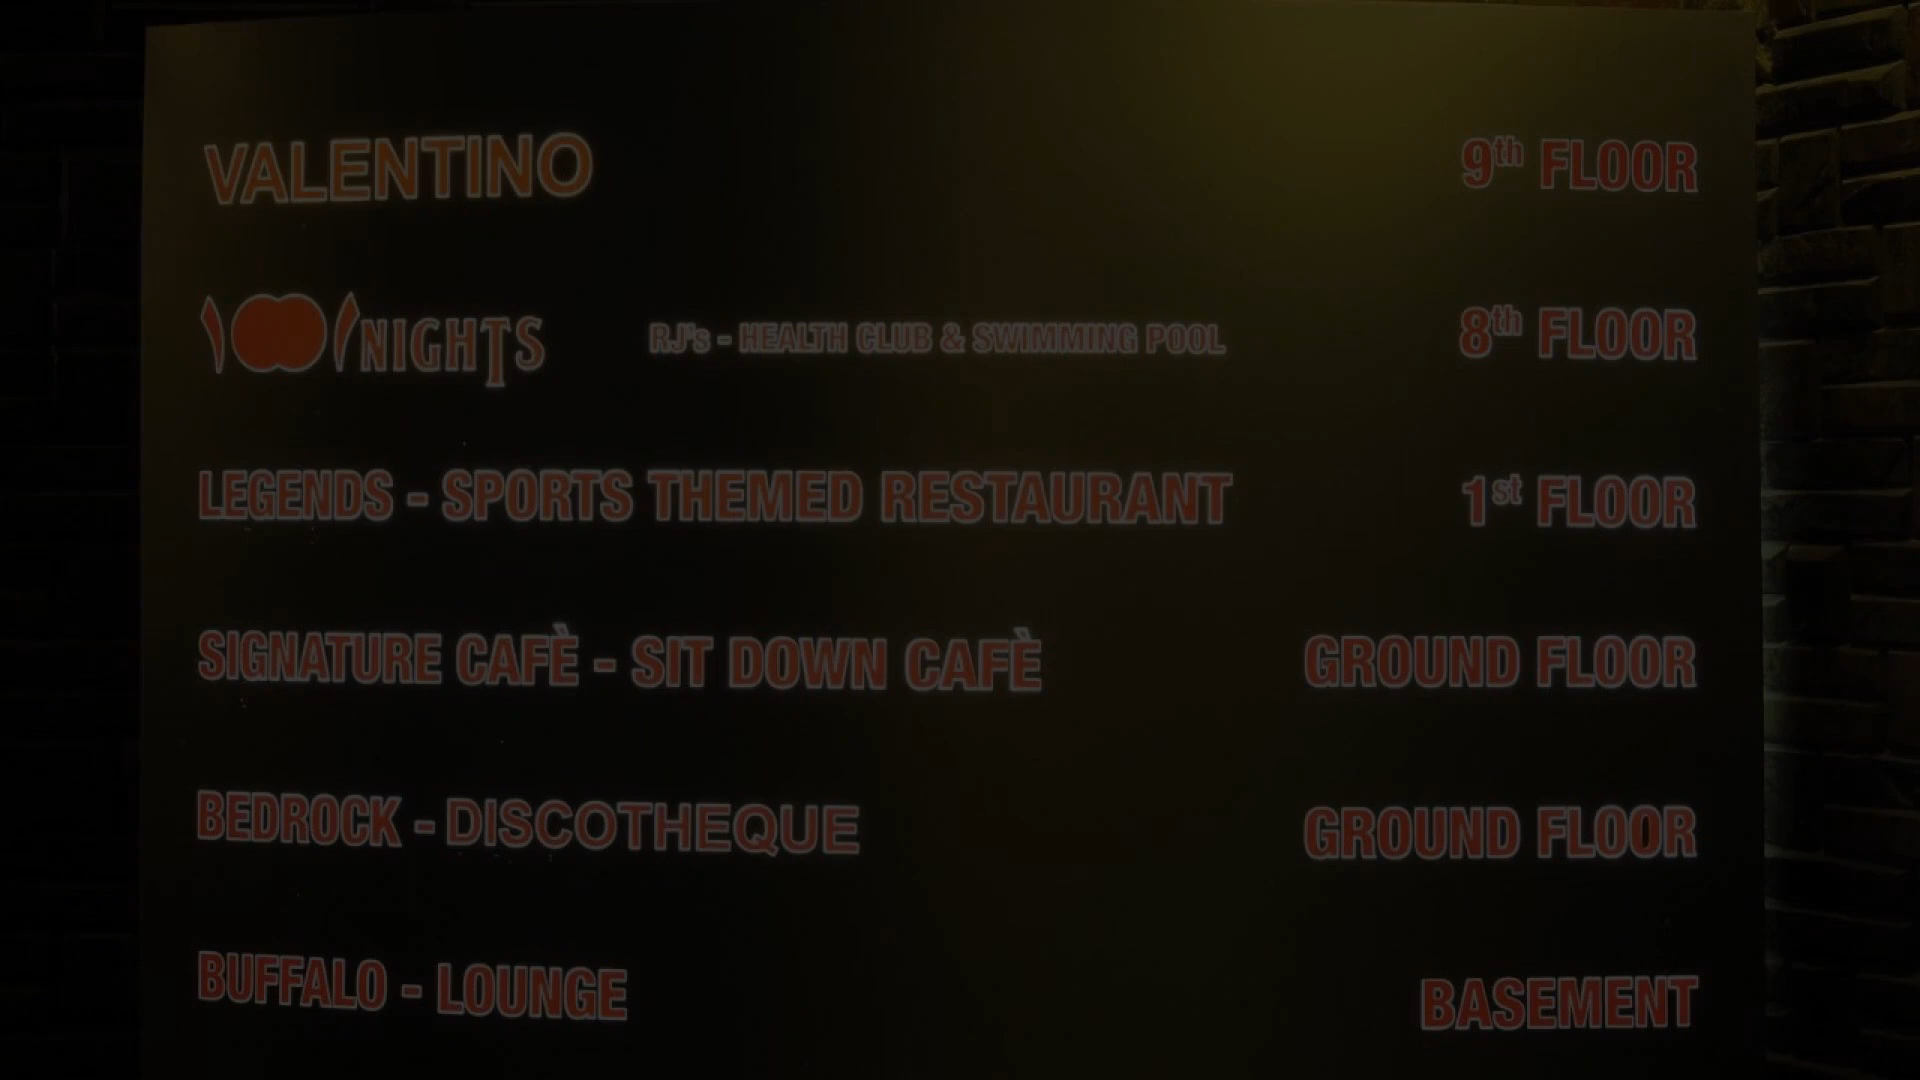 VALENTINO 9th FLOOR
1001 NIGHTS RJ's - HEALTH CLUB & SWIMMING POOL 8th FLOOR
LEGENDS - SPORTS THEMED RESTAURANT 1st FLOOR
SIGNATURE CAFÈ - SIT DOWN CAFÈ GROUND FLOOR
BEDROCK - DISCOTHEQUE GROUND FLOOR
BUFFALO - LOUNGE BASEMENT